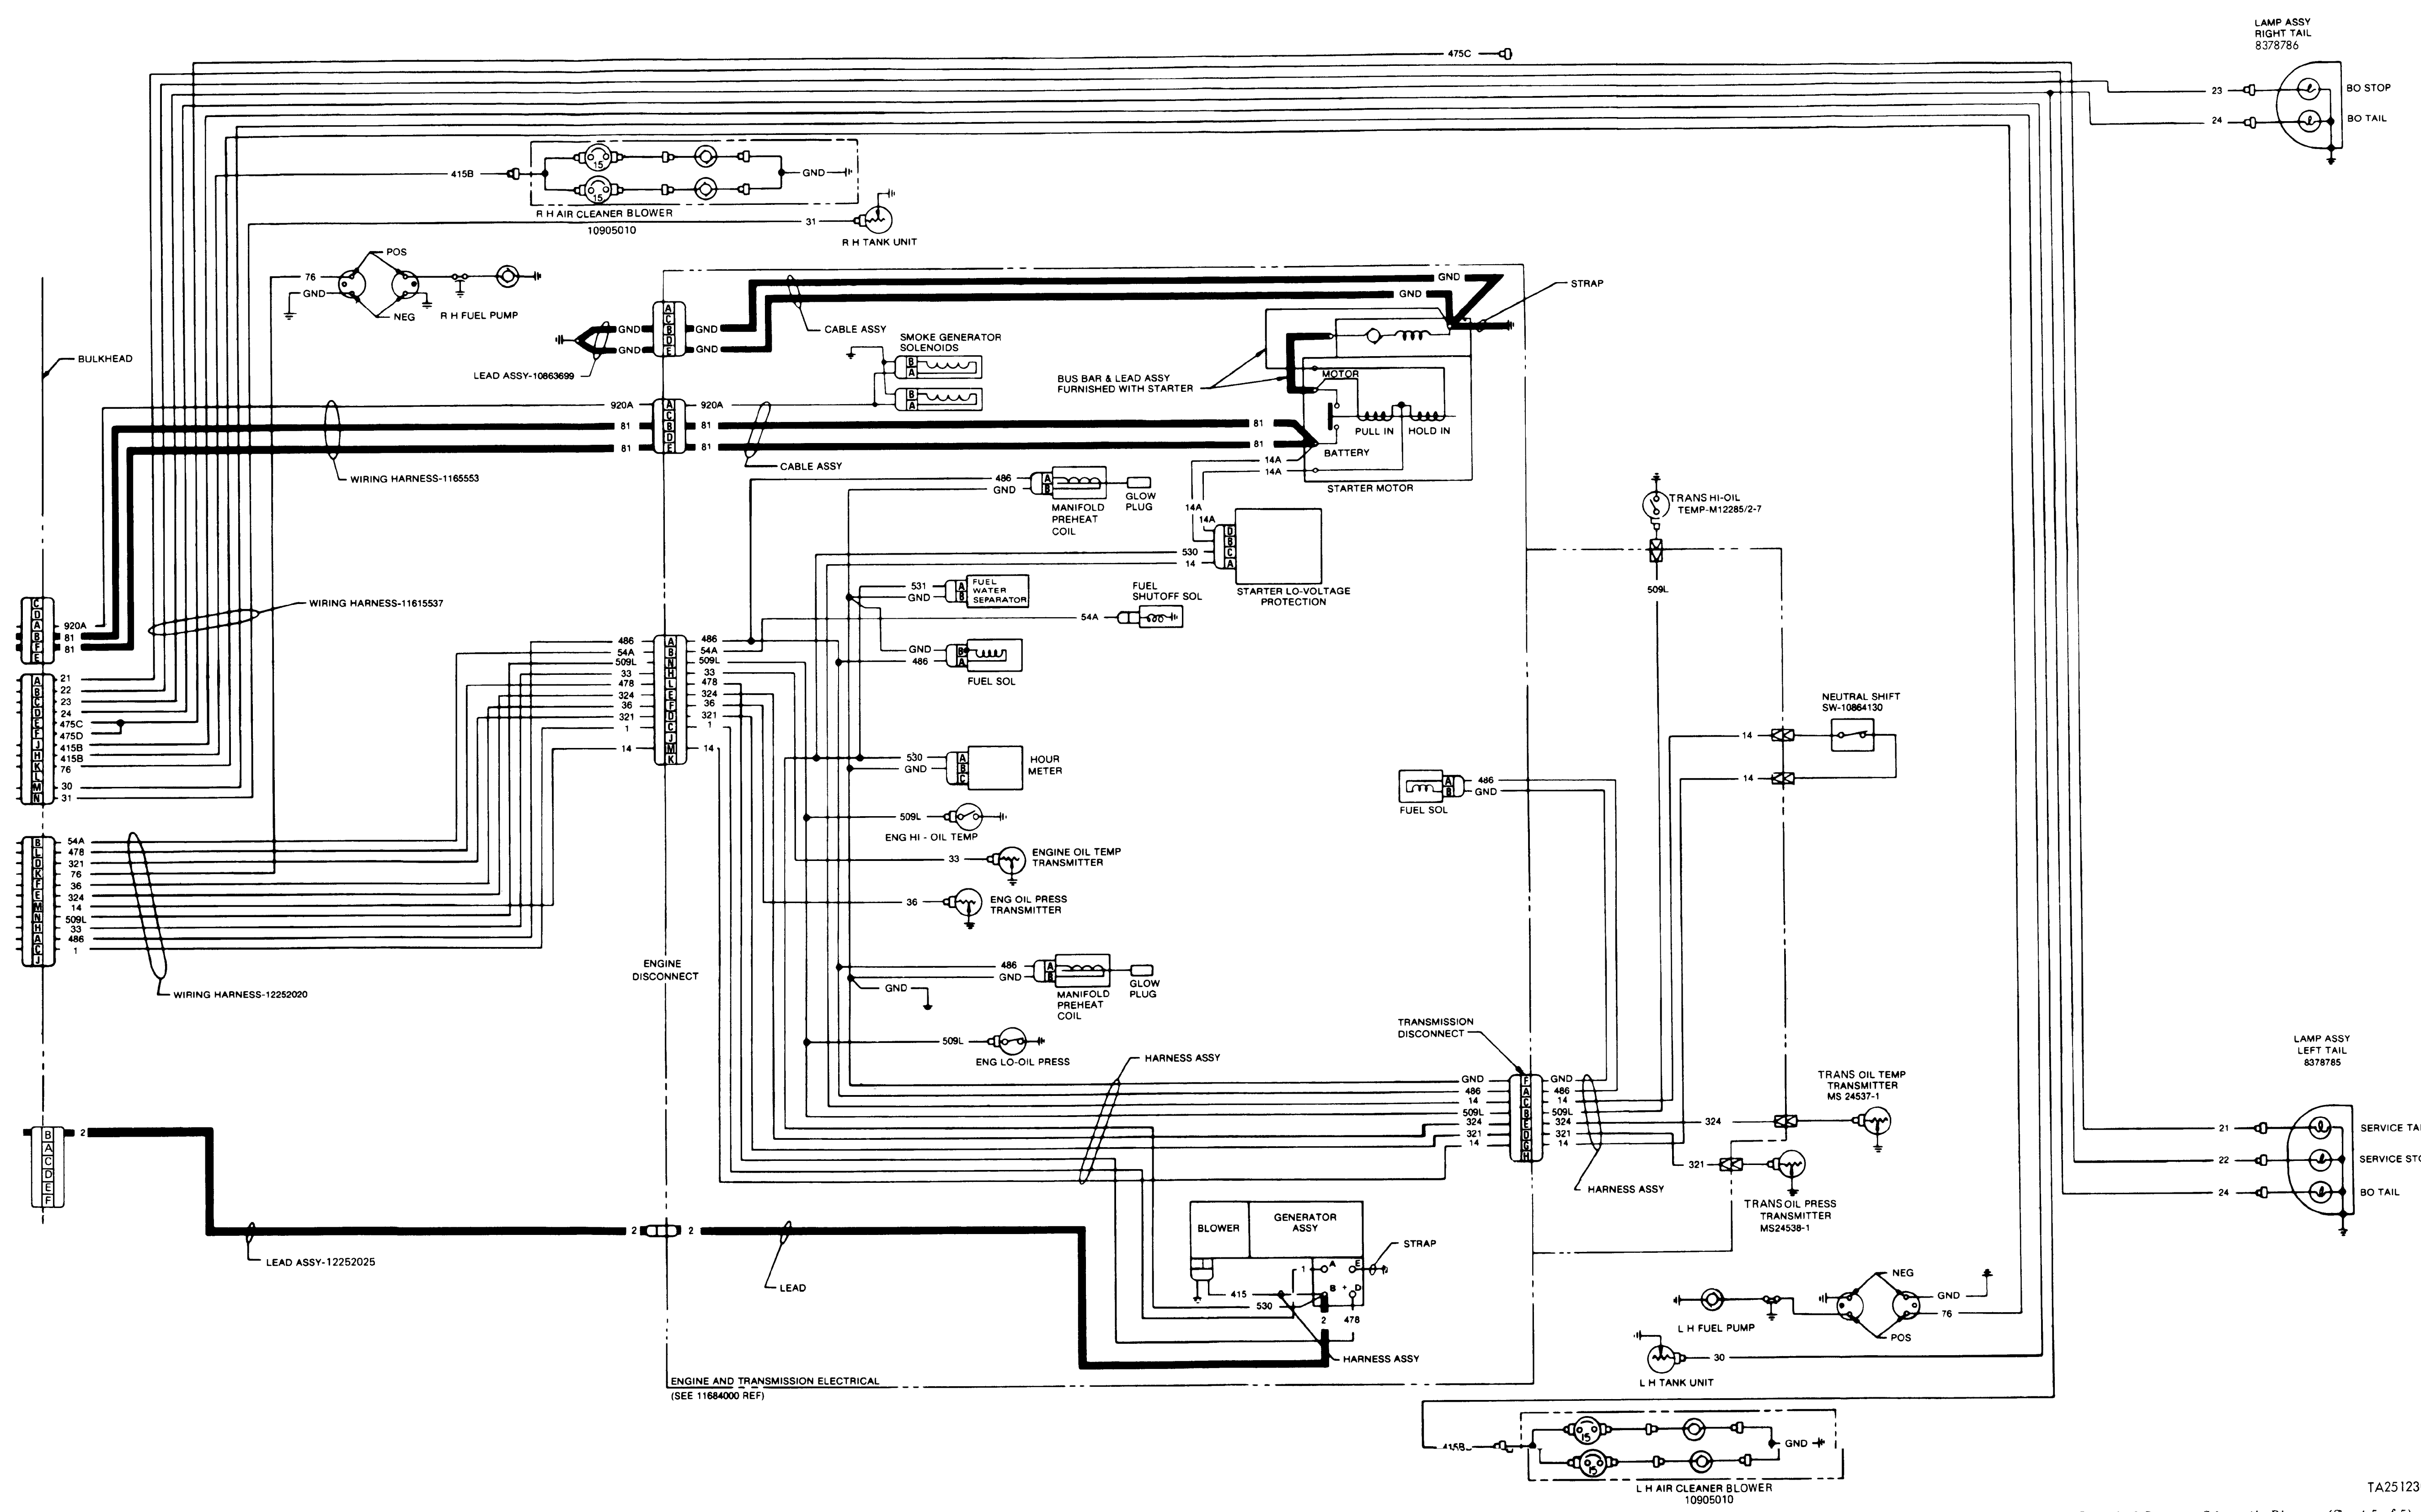 LAMP ASSY
RIGHT TAIL
8378786
475C
23
BO STOP
24
BO TAIL
415B
15
15
GND
R H AIR CLEANER BLOWER
10905010
31
R H TANK UNIT
POS
76
GND
NEG
R H FUEL PUMP
BULKHEAD
GND
GND
STRAP
A
C
B
D
E
GND
GND
GND
GND
CABLE ASSY
LEAD ASSY-10863699
SMOKE GENERATOR
SOLENOIDS
B
A
B
A
BUS BAR & LEAD ASSY
FURNISHED WITH STARTER
MOTOR
PULL IN
HOLD IN
BATTERY
STARTER MOTOR
920A
81
81
A
C
B
D
E
920A
81
81
81
81
14A
14A
CABLE ASSY
WIRING HARNESS-1165553
486
GND
A
B
MANIFOLD
PREHEAT
COIL
GLOW
PLUG
14A
14A
530
14
D
B
C
A
STARTER LO-VOLTAGE
PROTECTION
TRANS HI-OIL
TEMP-M12285/2-7
509L
531
GND
A
B
FUEL
WATER
SEPARATOR
FUEL
SHUTOFF SOL
54A
WIRING HARNESS-11615537
C
D
A
B
F
E
920A
81
81
A
B
C
D
E
F
J
H
K
L
M
N
21
22
23
24
475C
475D
415B
415B
76
30
31
486
54A
509L
33
478
324
36
321
1
14
A
B
N
H
L
E
F
D
C
J
M
K
486
54A
509L
33
478
324
36
321
1
14
GND
486
B
A
FUEL SOL
NEUTRAL SHIFT
SW-10864130
14
14
530
GND
A
B
C
HOUR
METER
A
B
486
GND
FUEL SOL
509L
ENG HI - OIL TEMP
33
ENGINE OIL TEMP
TRANSMITTER
36
ENG OIL PRESS
TRANSMITTER
B
L
D
K
F
E
M
N
H
A
C
J
54A
478
321
76
36
324
14
509L
33
486
1
WIRING HARNESS-12252020
ENGINE
DISCONNECT
486
GND
A
B
GND
MANIFOLD
PREHEAT
COIL
GLOW
PLUG
509L
ENG LO-OIL PRESS
TRANSMISSION
DISCONNECT
HARNESS ASSY
GND
486
14
509L
324
321
14
F
A
C
B
E
D
G
H
GND
486
14
509L
324
321
14
HARNESS ASSY
324
TRANS OIL TEMP
TRANSMITTER
MS 24537-1
321
TRANS OIL PRESS
TRANSMITTER
MS24538-1
LAMP ASSY
LEFT TAIL
8378785
21
22
SERVICE
24
BO TAIL
2
B
A
C
D
E
F
LEAD ASSY-12252025
2
2
LEAD
BLOWER
GENERATOR
ASSY
STRAP
1
A
E
B
+
D
415
530
2
478
HARNESS ASSY
NEG
GND
76
POS
L H FUEL PUMP
30
L H TANK UNIT
ENGINE AND TRANSMISSION ELECTRICAL
(SEE 11684000 REF)
415B
15
15
GND
L H AIR CLEANER BLOWER
10905010
TA25123